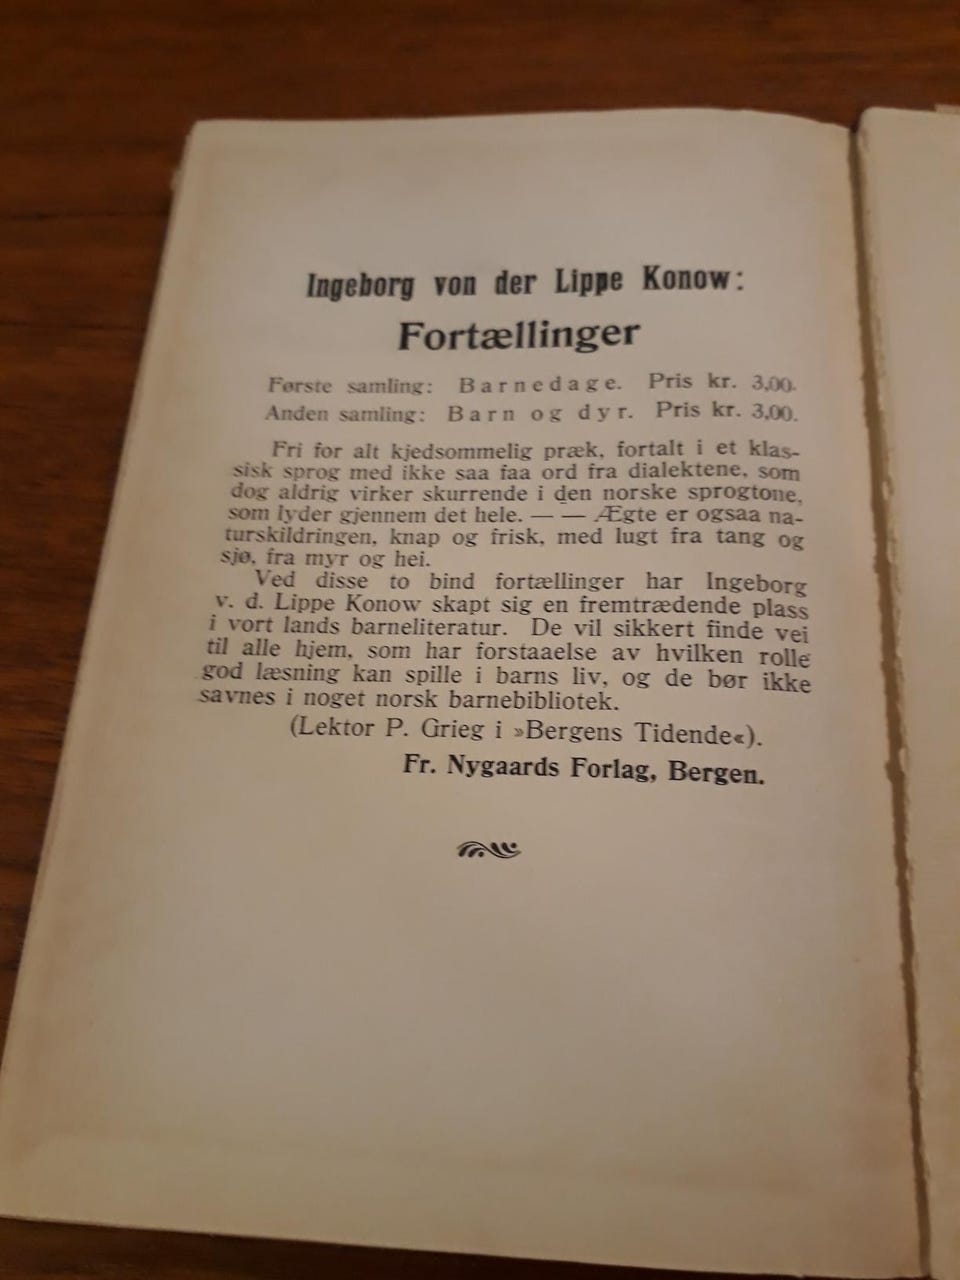 Ingeborg von der Lippe Konow:
Fortællinger
Første samling: Barnedage. Pris kr. 3,00.
Anden samling: Barn og dyr. Pris kr. 3,00.
Fri for alt kjedsommelig præk, fortalt i et klas-
sisk sprog med ikke saa faa ord fra dialektene, som
dog aldrig virker skurrende i den norske sprogtone,
som lyder gjennem det hele. — — Ægte er ogsaa na-
turskildringen, knap og frisk, med lugt fra tang og
sjø, fra myr og hei.
Ved disse to bind fortællinger har Ingeborg
v. d. Lippe Konow skapt sig en fremtrædende plass
i vort lands barneliteratur. De vil sikkert finde vei
til alle hjem, som har forstaaelse av hvilken rolle
god læsning kan spille i barns liv, og de bør ikke
savnes i noget norsk barnebibliotek.
(Lektor P. Grieg i »Bergens Tidende«).
Fr. Nygaards Forlag, Bergen.